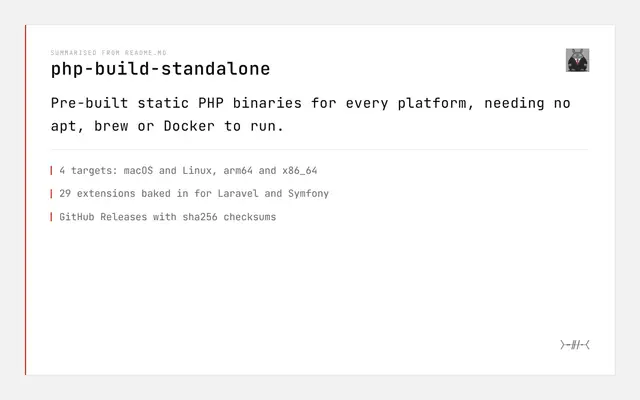 SUMMARISED FROM README.MD
php-build-standalone
Pre-built static PHP binaries for every platform, needing no
apt, brew or Docker to run.
4 targets: macOS and Linux, arm64 and x86_64
29 extensions baked in for Laravel and Symfony
GitHub Releases with sha256 checksums